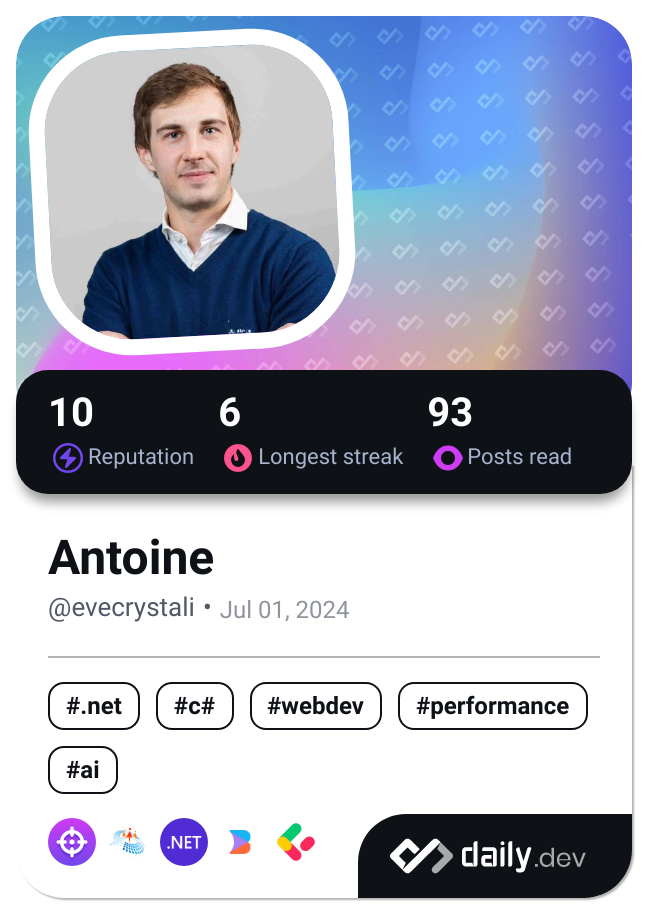 10 6 93
Reputation Longest streak Posts read
Antoine
@evecrystali • Jul 01, 2024
#.net #c# #webdev #performance
#ai
.NET daily.dev